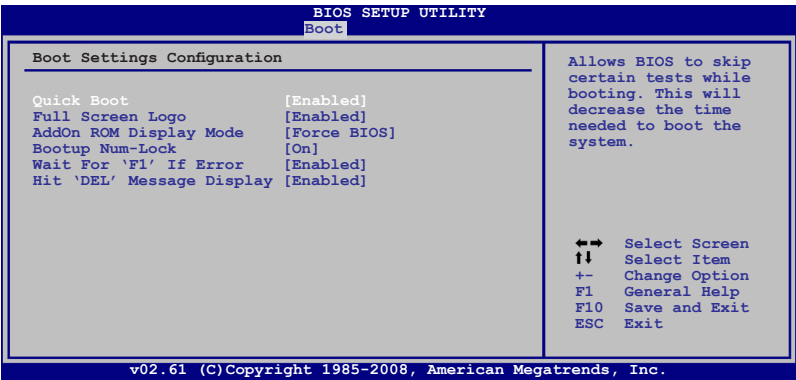 BIOS SETUP UTILITY
Boot
Boot Settings Configuration
Quick Boot [Enabled]
Full Screen Logo [Enabled]
AddOn ROM Display Mode [Force BIOS]
Bootup Num-Lock [On]
Wait For ‘F1’ If Error [Enabled]
Hit ‘DEL’ Message Display [Enabled]
Allows BIOS to skip
certain tests while
booting. This will
decrease the time
needed to boot the
system.
←→ Select Screen
↑↓ Select Item
+- Change Option
F1 General Help
F10 Save and Exit
ESC Exit
v02.61 (C)Copyright 1985-2008, American Megatrends, Inc.